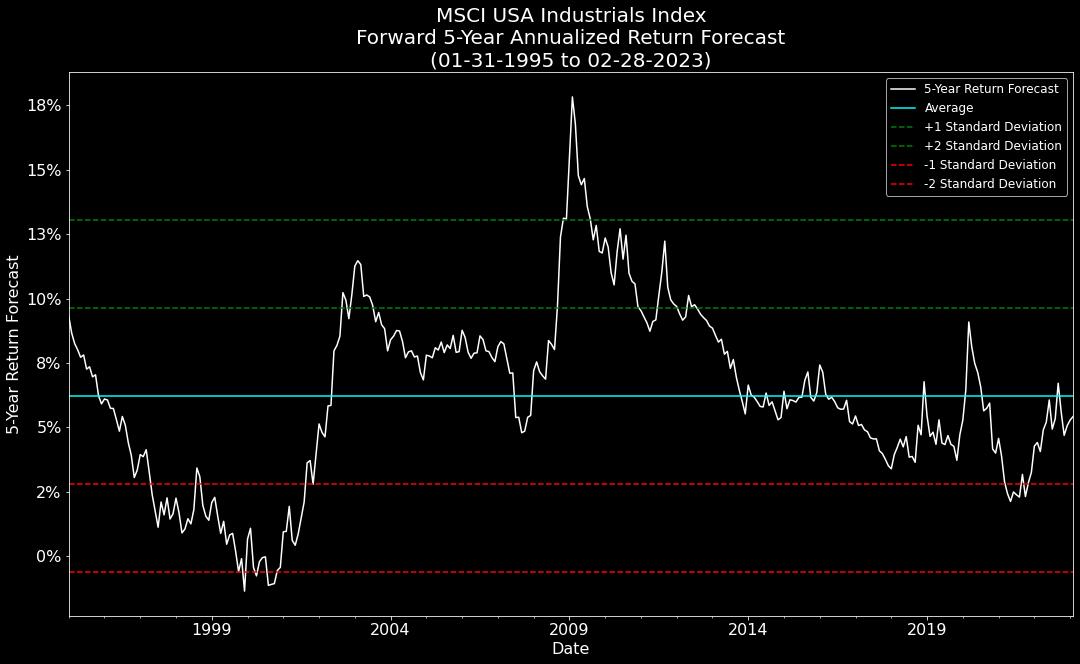 MSCI USA Industrials Index
Forward 5-Year Annualized Return Forecast
(01-31-1995 to 02-28-2023)
5-Year Return Forecast
Average
+1 Standard Deviation
+2 Standard Deviation
-1 Standard Deviation
-2 Standard Deviation
18%
15%
13%
10%
8%
5%
2%
0%
5-Year Return Forecast
1999
2004
2009
2014
2019
Date